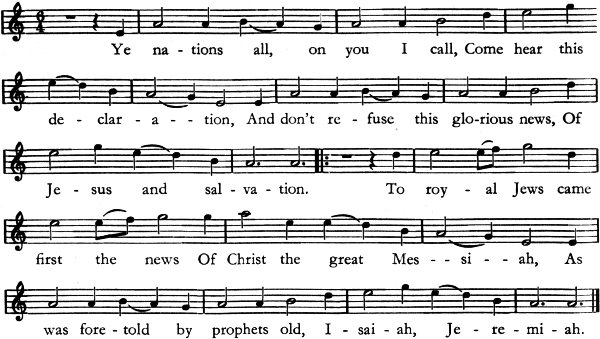 6
4
Ye na - tions all, on you I call, Come hear this
de - clar - a - tion, And don't re - fuse this glo-rious news, Of
Je - sus and sal - va - tion. To roy - al Jews came
first the news Of Christ the great Mes - - si - ah, As
was fore - told by prophets old, I - sai - ah, Je - re - mi - ah.